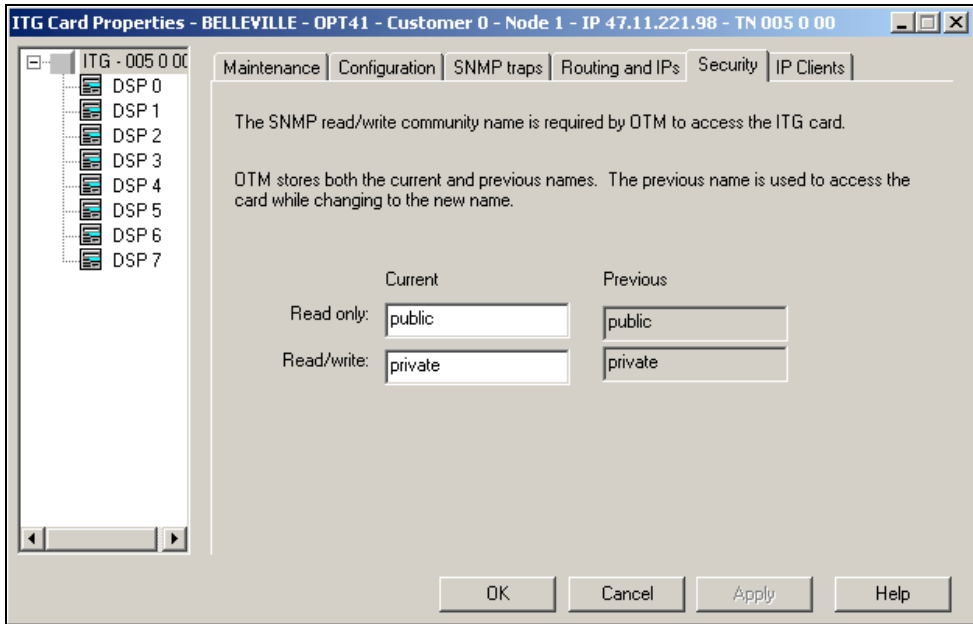 ITG Card Properties - BELLEVILLE - OPT41 - Customer 0 - Node 1 - IP 47.11.221.98 - TN 005 0 00
ITG - 005 0 00
DSP 0
DSP 1
DSP 2
DSP 3
DSP 4
DSP 5
DSP 6
DSP 7
Maintenance Configuration SNMP traps Routing and IPs Security IP Clients
The SNMP read/write community name is required by OTM to access the ITG card.
OTM stores both the current and previous names. The previous name is used to access the
card while changing to the new name.
Current Previous
Read only: public public
Read/write: private private
OK Cancel Apply Help